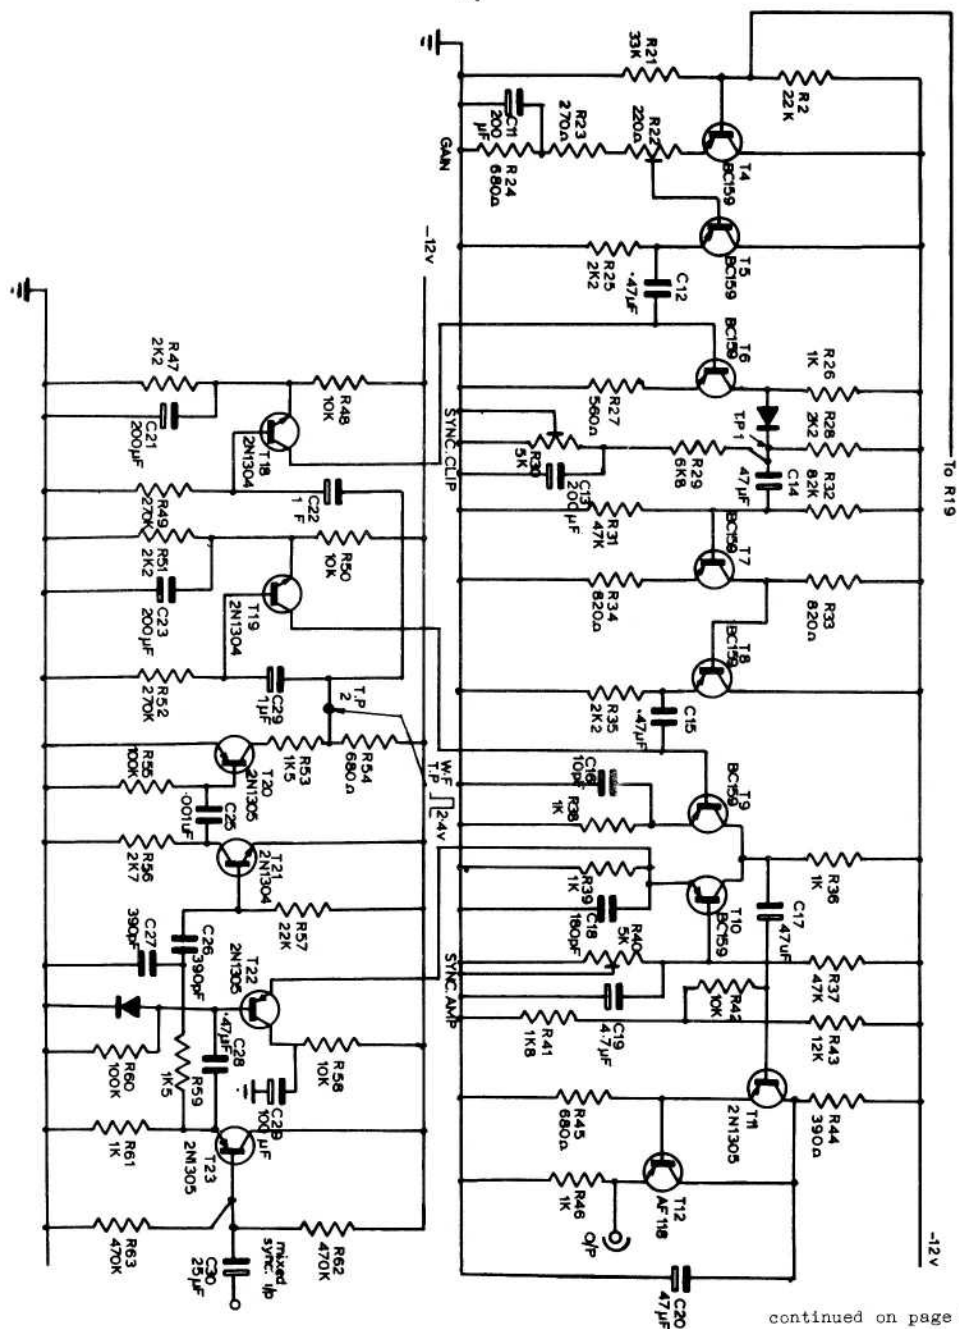 To R19
-12v
R2
22K
R21
33K
T4
BC159
R22
220Ω
R23
270Ω
C11
200
µF
R24
680Ω
GAIN
T5
BC159
R25
2K2
C12
·47µF
T6
BC159
R26
1K
R27
560Ω
T.P1
R28
2K2
R29
6K8
R30
5K
SYNC. CLIP
C13
200µF
C14
47µF
R32
82K
R31
47K
T7
BC159
R33
820Ω
R34
820Ω
T8
BC159
R35
2K2
C15
·47µF
T9
BC159
C16
10pF
R38
1K
R36
1K
T10
BC159
R39
1K
C18
180pF
C17
47uF
R40
5K
SYNC. AMP
C19
4·7µF
R37
47K
R42
10K
R41
1K8
R43
12K
T11
2N1305
R44
390Ω
R45
680Ω
T12
AF118
R46
1K
O/P
C20
47µF
-12v
R47
2K2
C21
200µF
R48
10K
T18
2N1304
C22
1 F
R49
270K
R51
2K2
C23
200µF
R50
10K
T19
2N1304
C29
1µF
R52
270K
T.P
2
R53
1K5
R54
680Ω
W.F
T.P
2·4v
T20
2N1305
R55
100K
C25
·001uF
R56
2K7
T21
2N1304
R57
22K
C26
390pF
C27
390pF
T22
2N1305
C28
·47µF
R58
10K
C29
100µF
R59
1K5
R60
100K
R61
1K
T23
2N1305
R62
470K
R63
470K
C30
25µF
mixed
sync. i/p
continued on page